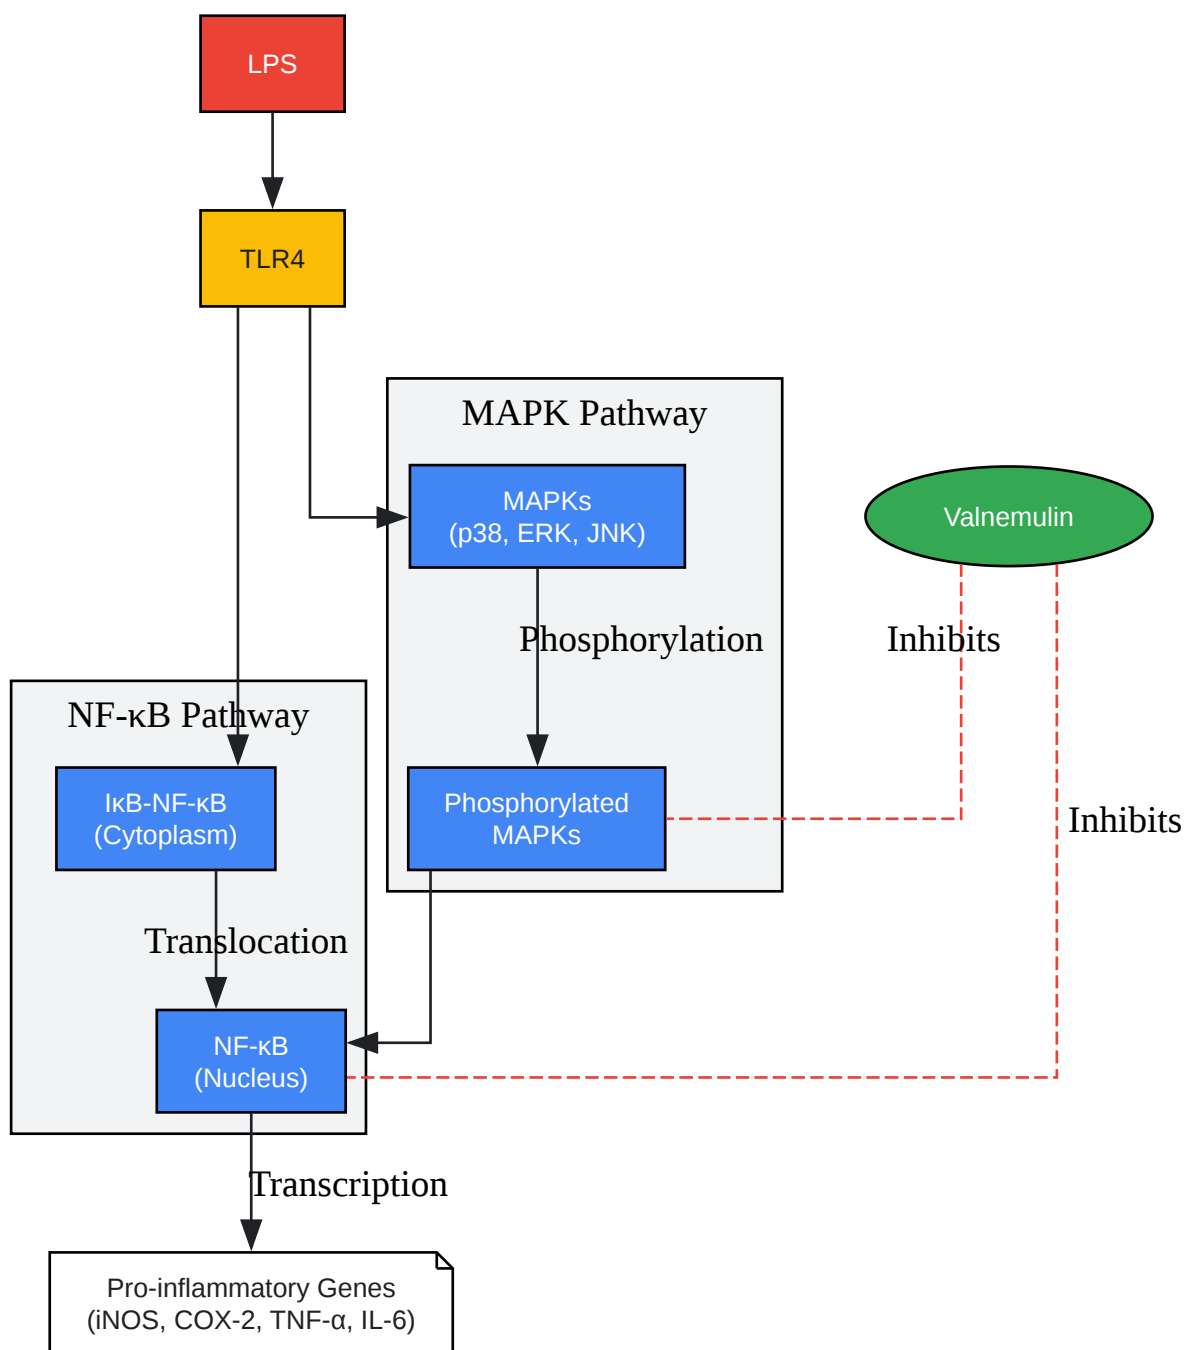 LPS
TLR4
MAPK Pathway
MAPKs
(p38, ERK, JNK)
Valnemulin
Phosphorylation
Inhibits
NF-κB Pathway
IκB-NF-κB
(Cytoplasm)
Phosphorylated
MAPKs
Inhibits
Translocation
NF-κB
(Nucleus)
Transcription
Pro-inflammatory Genes
(iNOS, COX-2, TNF-α, IL-6)